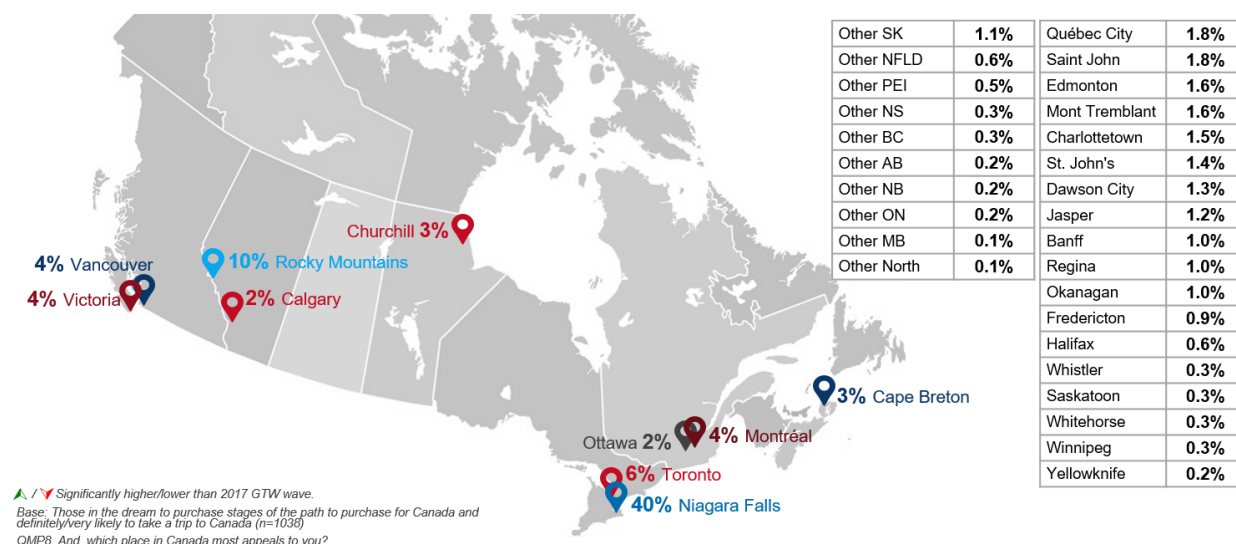 Churchill 3%
4% Vancouver
10% Rocky Mountains
4% Victoria
2% Calgary
3% Cape Breton
Ottawa 2%
4% Montréal
6% Toronto
40% Niagara Falls
Other SK 1.1%
Other NFLD 0.6%
Other PEI 0.5%
Other NS 0.3%
Other BC 0.3%
Other AB 0.2%
Other NB 0.2%
Other ON 0.2%
Other MB 0.1%
Other North 0.1%
Québec City 1.8%
Saint John 1.8%
Edmonton 1.6%
Mont Tremblant 1.6%
Charlottetown 1.5%
St. John's 1.4%
Dawson City 1.3%
Jasper 1.2%
Banff 1.0%
Regina 1.0%
Okanagan 1.0%
Fredericton 0.9%
Halifax 0.6%
Whistler 0.3%
Saskatoon 0.3%
Whitehorse 0.3%
Winnipeg 0.3%
Yellowknife 0.2%
/ Significantly higher/lower than 2017 GTW wave.
Base: Those in the dream to purchase stages of the path to purchase for Canada and
definitely/very likely to take a trip to Canada (n=1038)
QMP8. And, which place in Canada most appeals to you?